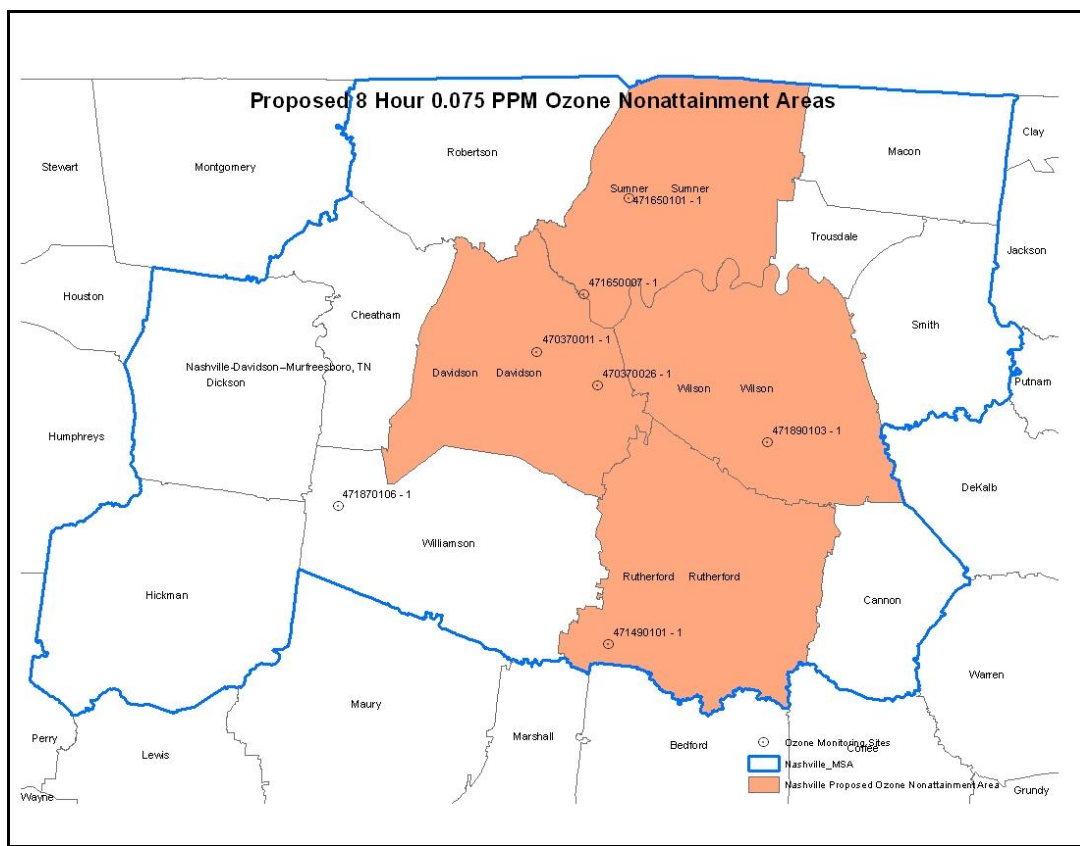 Proposed 8 Hour 0.075 PPM Ozone Nonattainment Areas
Clay
Robertson
Macon
Stewart
Montgomery
Sumner Sumner
471650101 - 1
Trousdale
Jackson
471650007 - 1
Houston
Cheatham
Smith
470370011 - 1
Nashville-Davidson--Murfreesboro, TN
Dickson
Davidson Davidson
470370026 - 1
Wilson Wilson
Putnam
Humphreys
471890103 - 1
DeKalb
471870106 - 1
Williamson
Rutherford Rutherford
Hickman
Cannon
471490101 - 1
Warren
Maury
Perry
Lewis
Marshall
Bedford
Coffee
Ozone Monitoring Sites
Nashville_MSA
Nashville Proposed Ozone Nonattainment Area
Wayne
Grundy